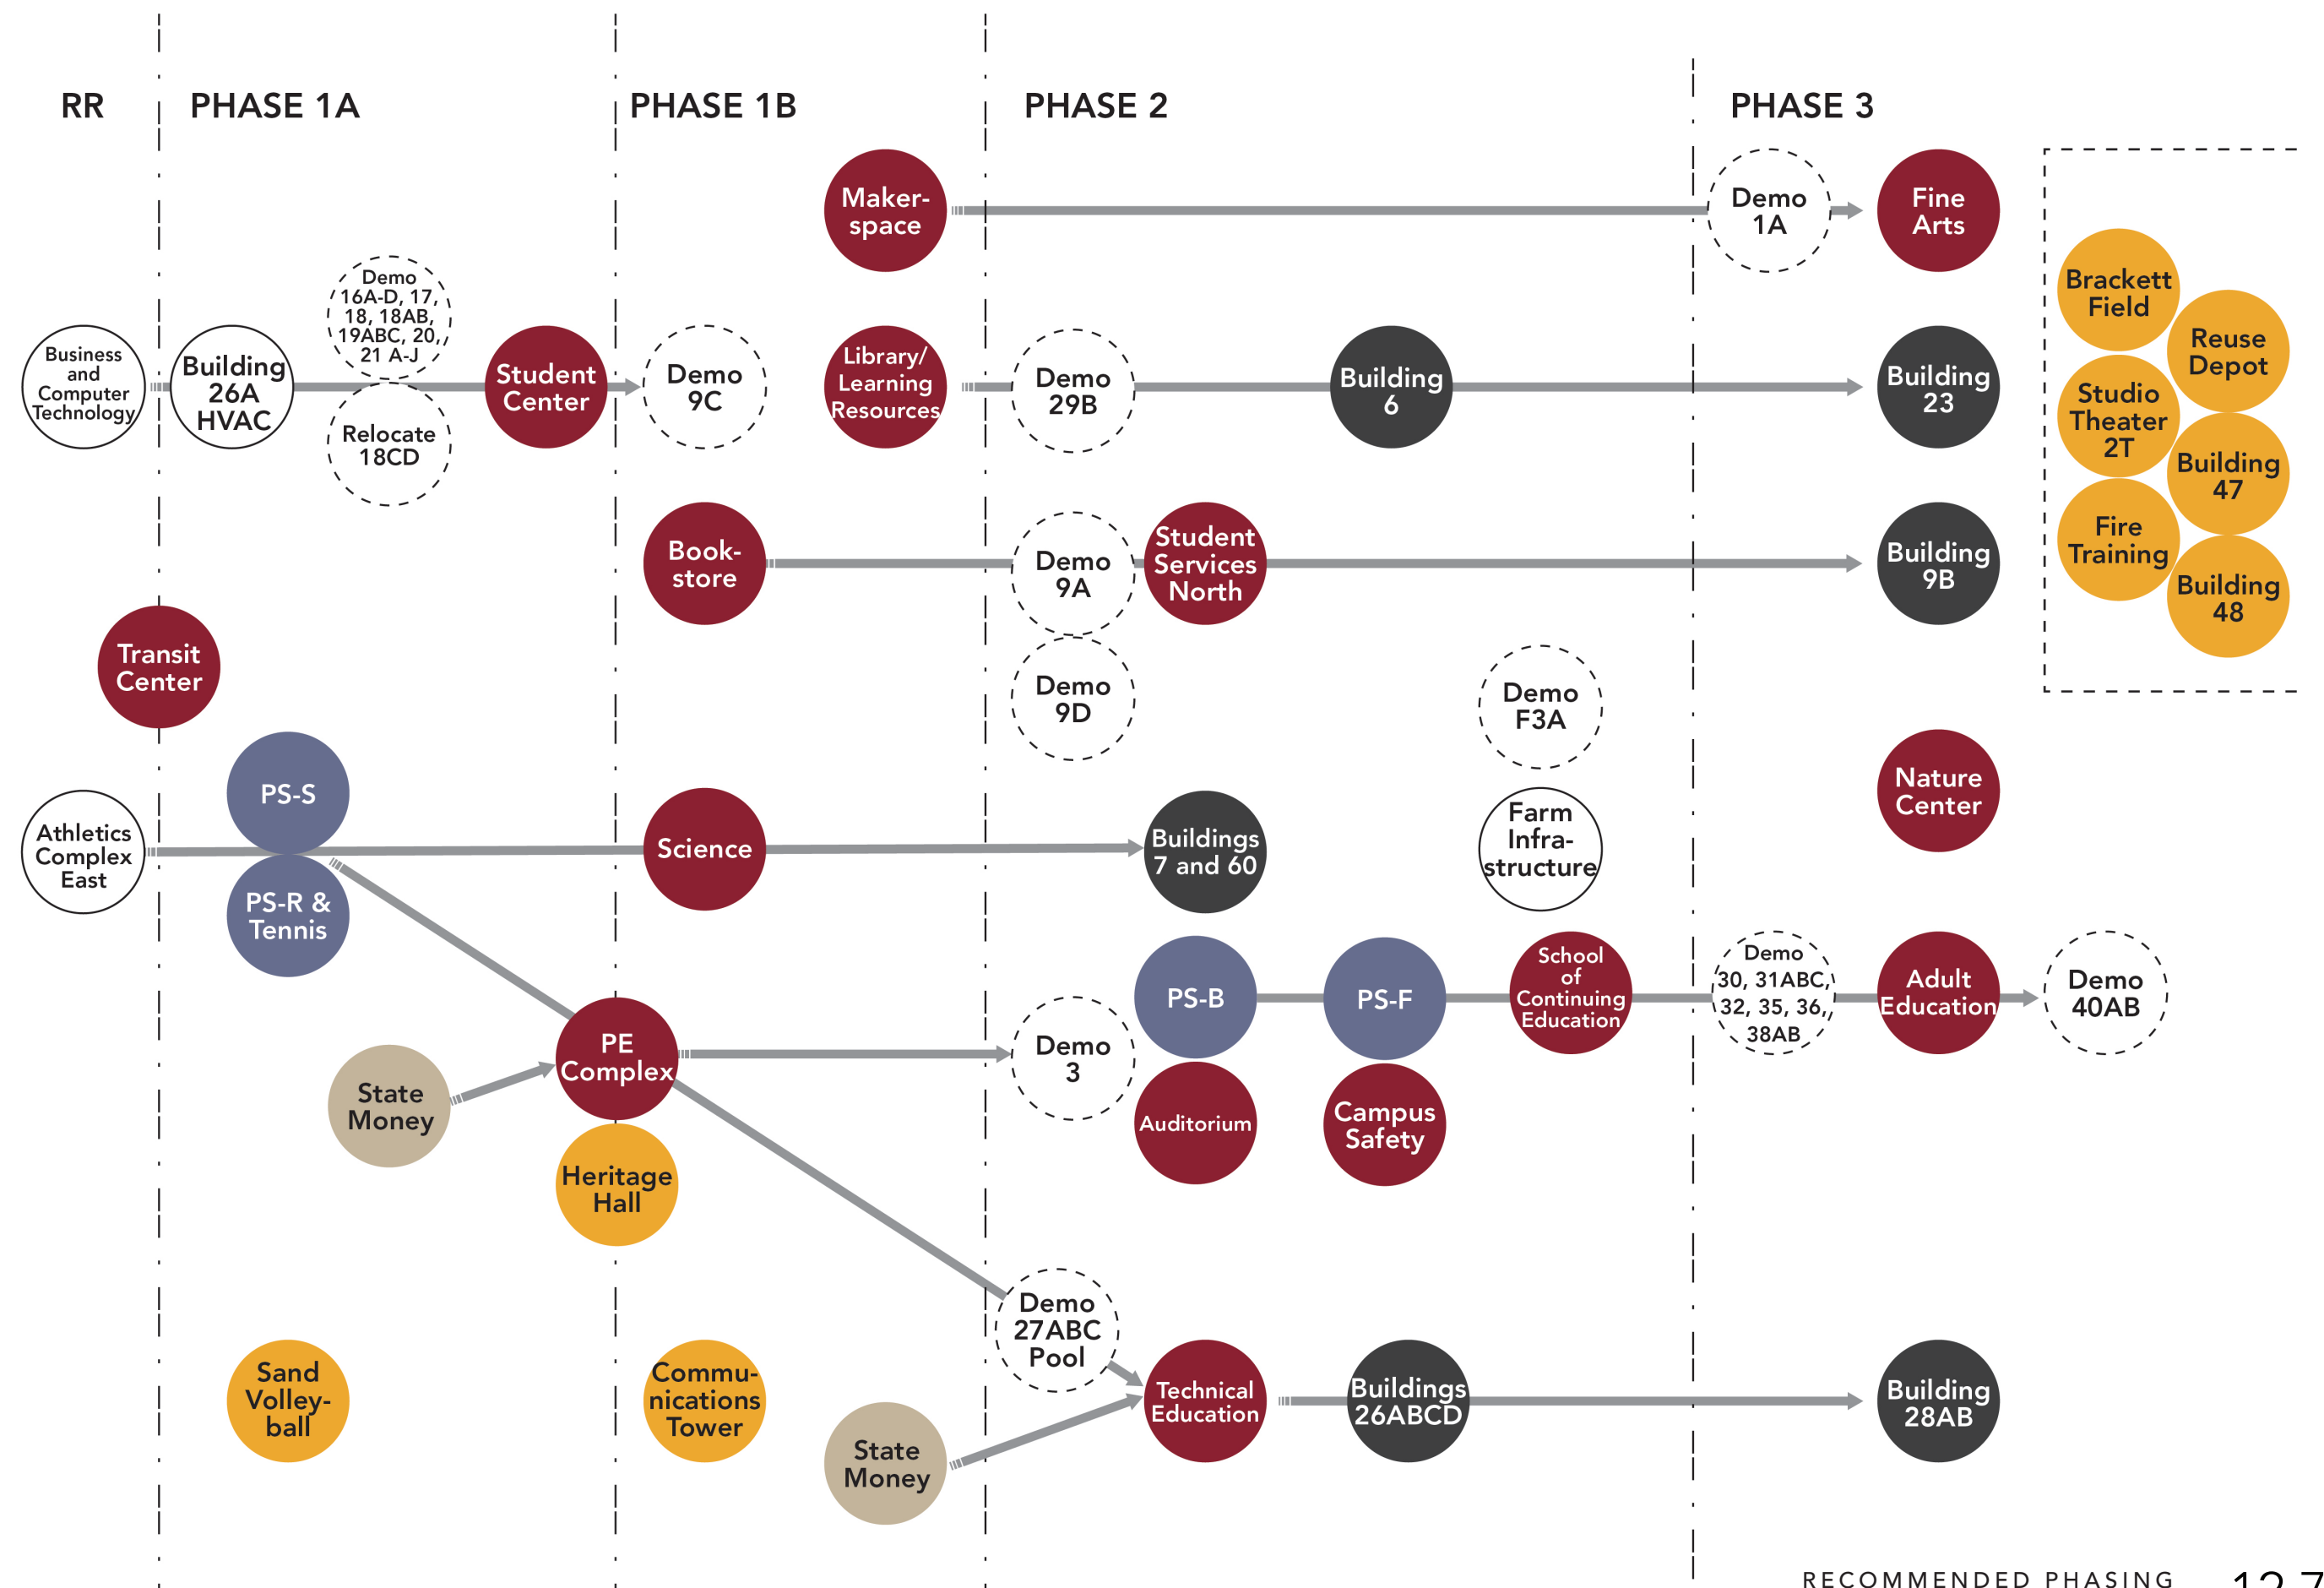 RR
PHASE 1A
PHASE 1B
PHASE 2
PHASE 3
Maker-
space
Demo
1A
Fine
Arts
Business
and
Computer
Technology
Building
26A
HVAC
Demo
16A-D, 17,
18, 18AB,
19ABC, 20,
21 A-J
Relocate
18CD
Student
Center
Demo
9C
Library/
Learning
Resources
Demo
29B
Building
6
Building
23
Brackett
Field
Reuse
Depot
Studio
Theater
2T
Building
47
Fire
Training
Building
48
Book-
store
Demo
9A
Student
Services
North
Building
9B
Transit
Center
Demo
9D
Demo
F3A
Nature
Center
PS-S
Athletics
Complex
East
PS-R &
Tennis
Science
Buildings
7 and 60
Farm
Infra-
structure
State
Money
PE
Complex
Heritage
Hall
Demo
3
PS-B
Auditorium
PS-F
Campus
Safety
School
of
Continuing
Education
Demo
30, 31ABC,
32, 35, 36,
38AB
Adult
Education
Demo
40AB
Sand
Volley-
ball
Commu-
nications
Tower
State
Money
Demo
27ABC
Pool
Technical
Education
Buildings
26ABCD
Building
28AB
RECOMMENDED PHASING 12.7